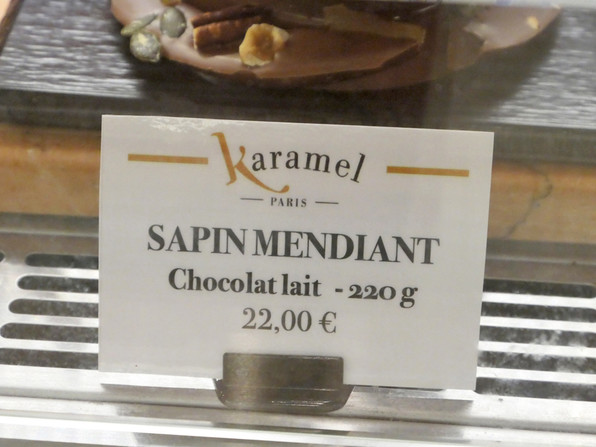 Karamel
PARIS
SAPIN MENDIANT
Chocolat lait - 220 g
22,00 €